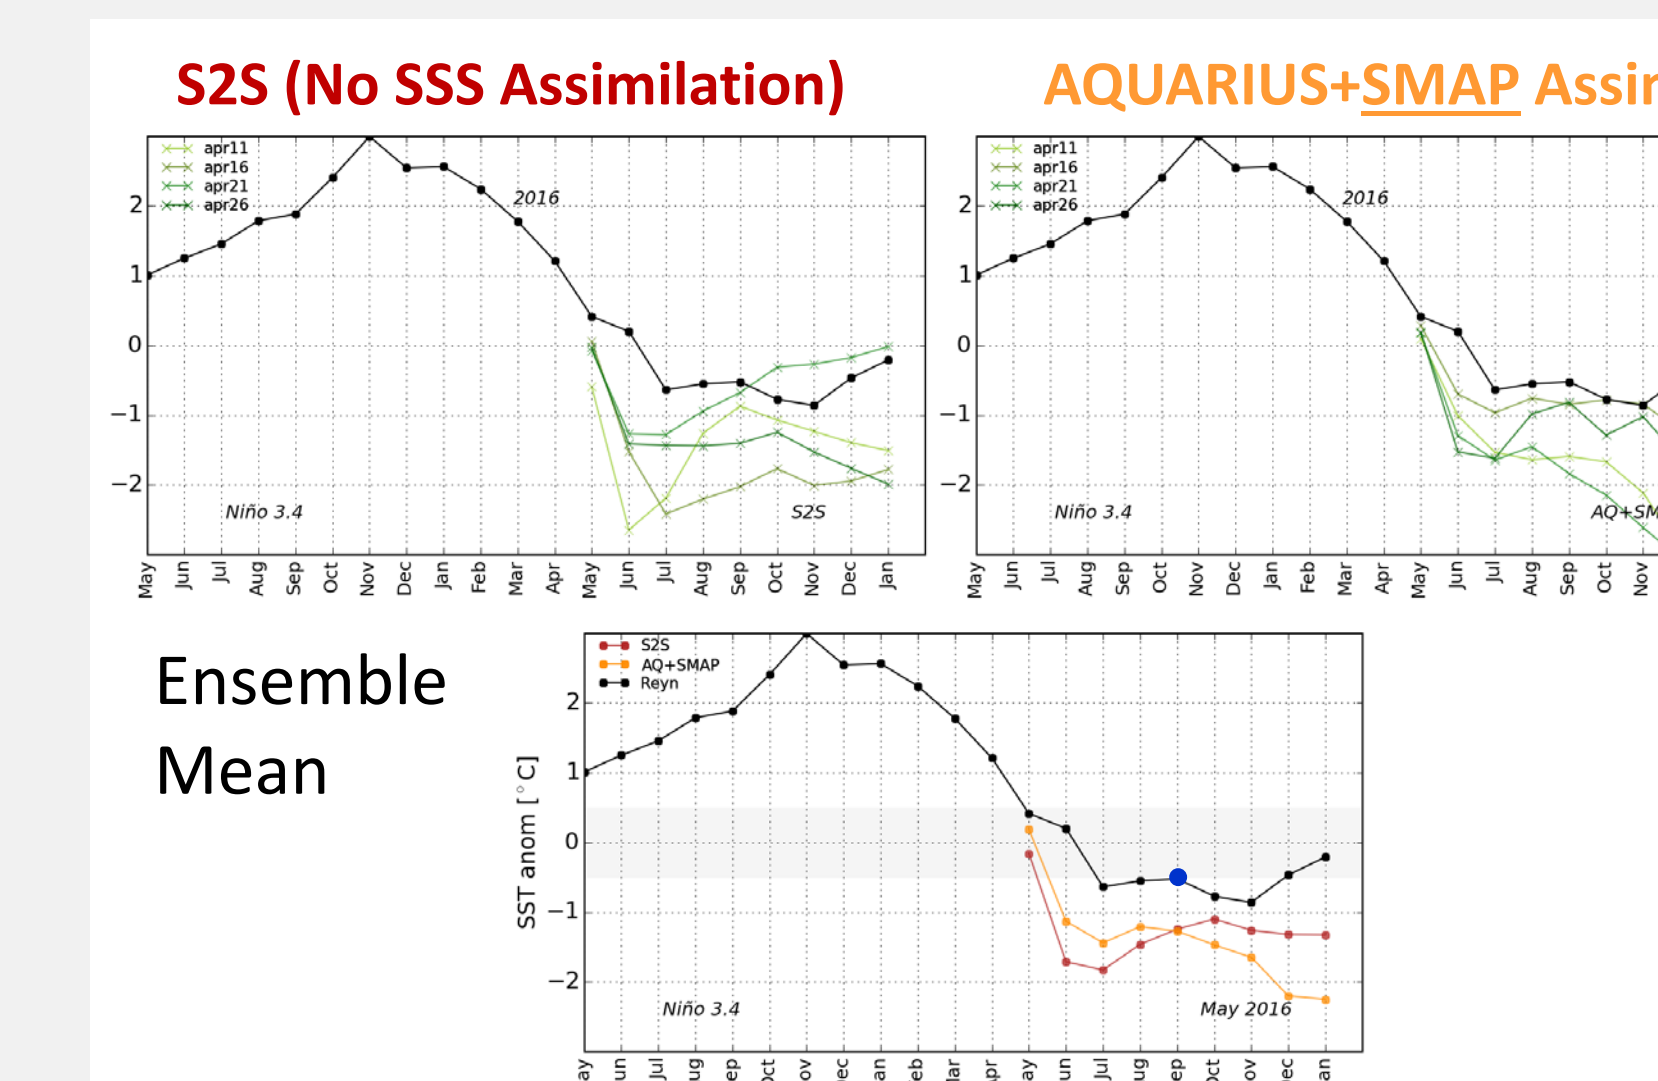 S2S (No SSS Assimilation)
AQUARIUS+SMAP Assi
apr11
apr16
apr21
apr26
2016
2
1
0
−1
−2
Niño 3.4
S2S
May Jun Jul Aug Sep Oct Nov Dec Jan Feb Mar Apr May Jun Jul Aug Sep Oct Nov Dec Jan
apr11
apr16
apr21
apr26
2016
2
1
0
−1
−2
Niño 3.4
AQ+SM
May Jun Jul Aug Sep Oct Nov Dec Jan Feb Mar Apr May Jun Jul Aug Sep Oct Nov
Ensemble
Mean
S2S
AQ+SMAP
Reyn
SST anom [°C]
2
1
0
−1
−2
Niño 3.4
May 2016
ay un Jul ug ep ct ov ec an eb ar pr ay un Jul ug ep ct ov ec an